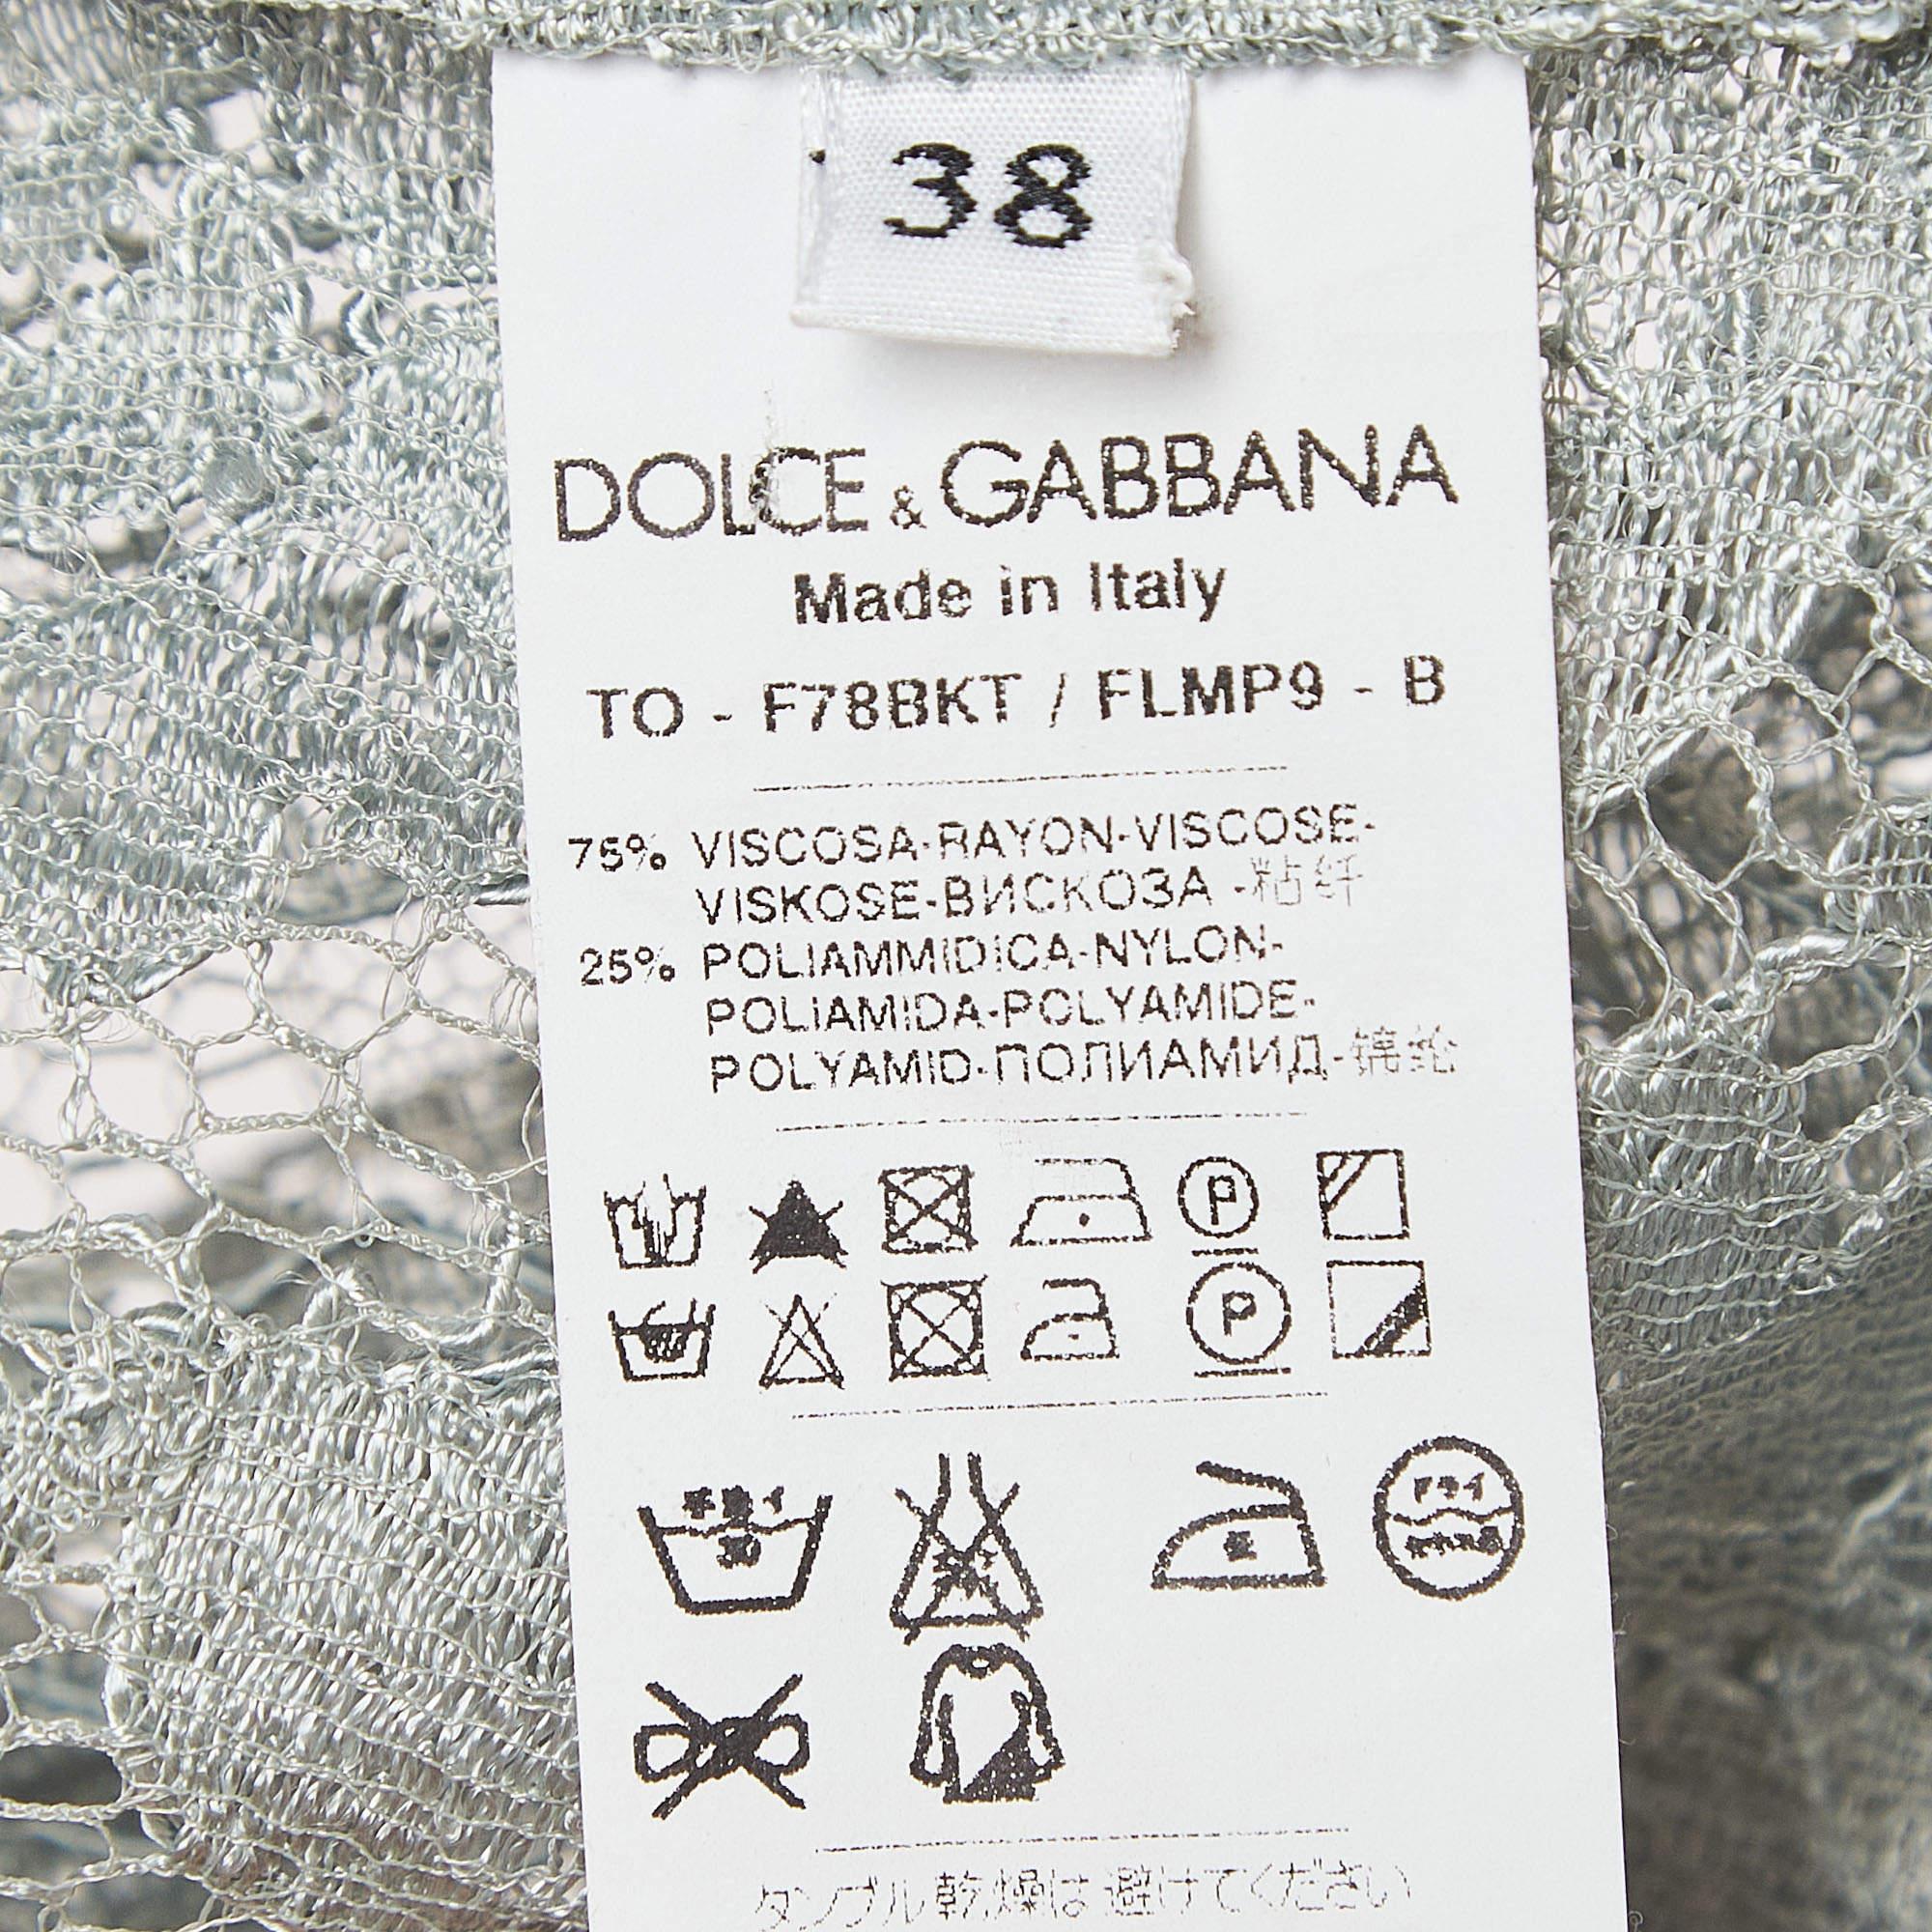 38
DOLCE & GABBANA
Made in Italy
TO - F78BKT / FLMP9 - B
75% VISCOSA-RAYON-VISCOSE-
VISKOSE-ВИСКОЗА -粘纤
25% POLIAMMIDICA-NYLON-
POLIAMIDA-POLYAMIDE-
POLYAMID-ПОЛИАМИД-锦纶
P
P
手洗イ
30
ドライ
タンブル乾燥は避けてください